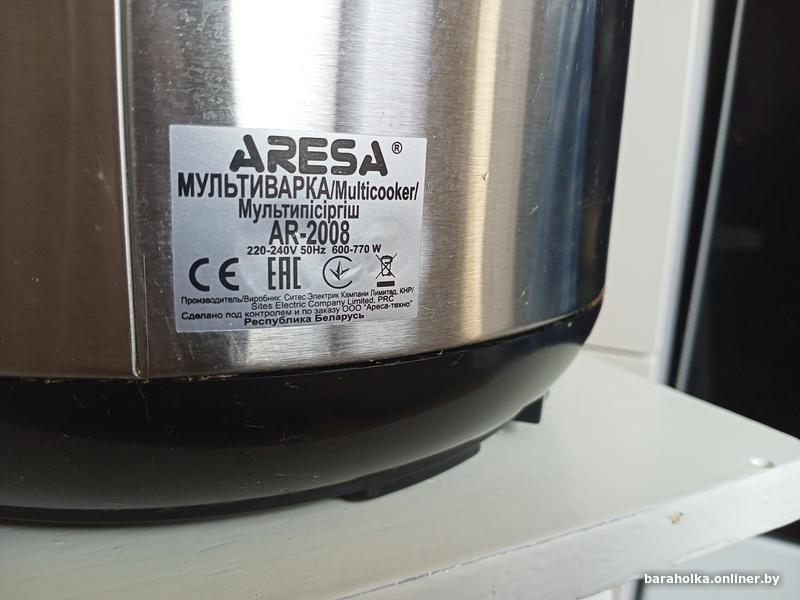 ARESA®
МУЛЬТИВАРКА/Multicooker/
Мультипісіргіш
AR-2008
220-240V 50Hz 600-770 W
CE EAC
Производитель/Виробник: Ситес Электрик Кампани Лимитед, КНР/
Sites Electric Company Limited, PRC
Сделано под контролем и по заказу ООО "Ареса-техно"
Республика Беларусь
baraholka.onliner.by